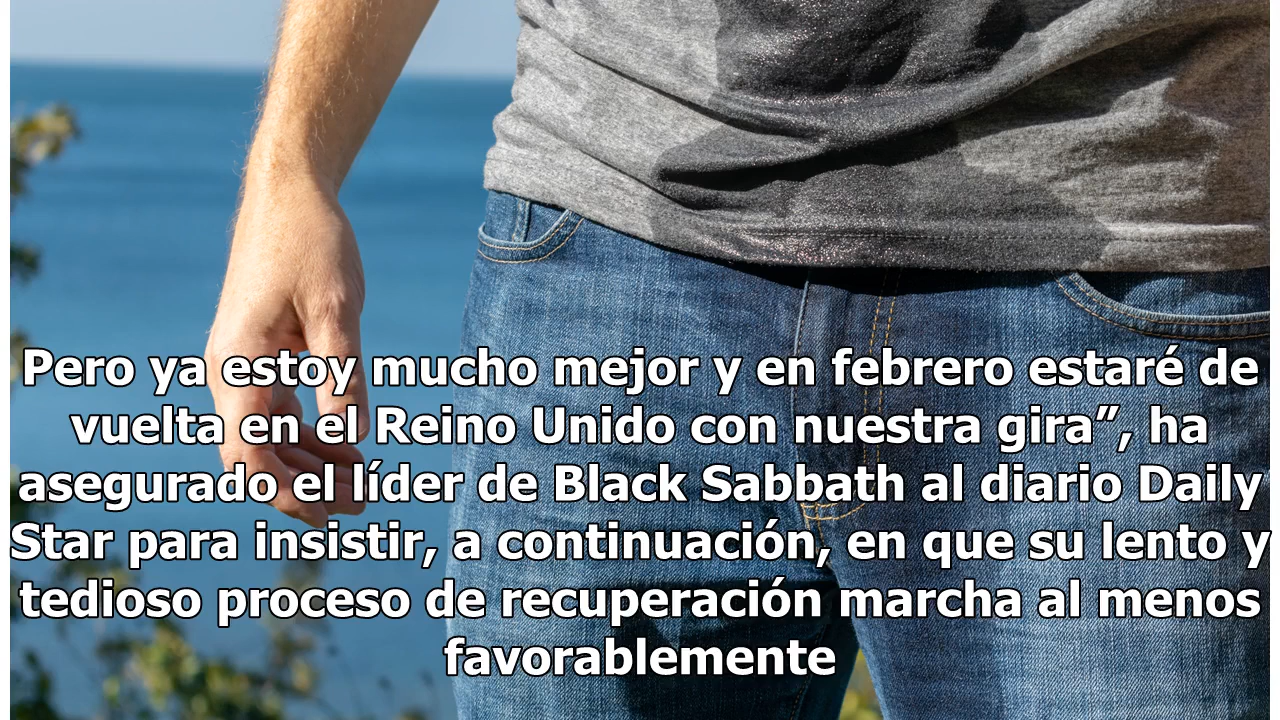 Pero ya estoy mucho mejor y en febrero estaré de
vuelta en el Reino Unido con nuestra gira”, ha
asegurado el líder de Black Sabbath al diario Daily
Star para insistir, a continuación, en que su lento y
tedioso proceso de recuperación marcha al menos
favorablemente